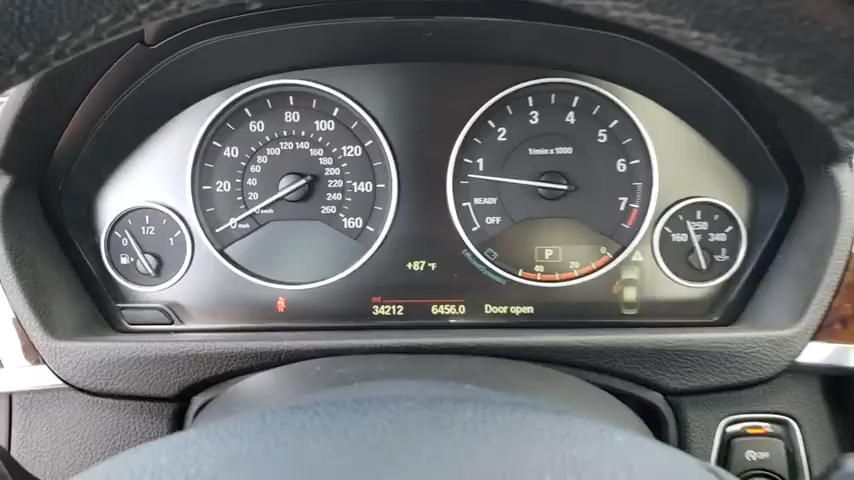 0 1/2 1
0 20 40 60 80 100 120 140 160
mph
20 40 60 80 100 120 140 160 180 200 220 240 260
km/h
1 2 3 4 5 6 7
1/min x 1000
READY
OFF
P
40 20 0
EfficientDynamics
160 250 340
°F
+87 °F
mi
34212 6456.0 Door open
OFF